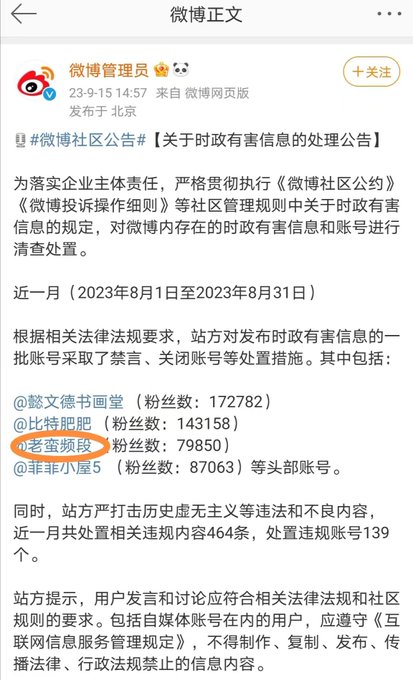 微博正文
微博管理员
+关注
23-9-15 14:57 来自 微博网页版
发布于 北京
#微博社区公告#【关于时政有害信息的处理公告】
为落实企业主体责任，严格贯彻执行《微博社区公约》
《微博投诉操作细则》等社区管理规则中关于时政有害
信息的规定，对微博内存在的时政有害信息和账号进行
清查处置。
近一月（2023年8月1日至2023年8月31日）
根据相关法律法规要求，站方对发布时政有害信息的一
批账号采取了禁言、关闭账号等处置措施。其中包括：
@懿文德书画堂（粉丝数：172782）
@比特肥肥（粉丝数：143158）
@老蛮频段（粉丝数：79850）
@菲菲小屋5（粉丝数：87063）等头部账号。
同时，站方严打击历史虚无主义等违法和不良内容，
近一月共处置相关违规内容464条，处置违规账号139
个。
站方提示，用户发言和讨论应符合相关法律法规和社区
规则的要求。包括自媒体账号在内的用户，应遵守《互
联网信息服务管理规定》，不得制作、复制、发布、传
播法律、行政法规禁止的信息内容。